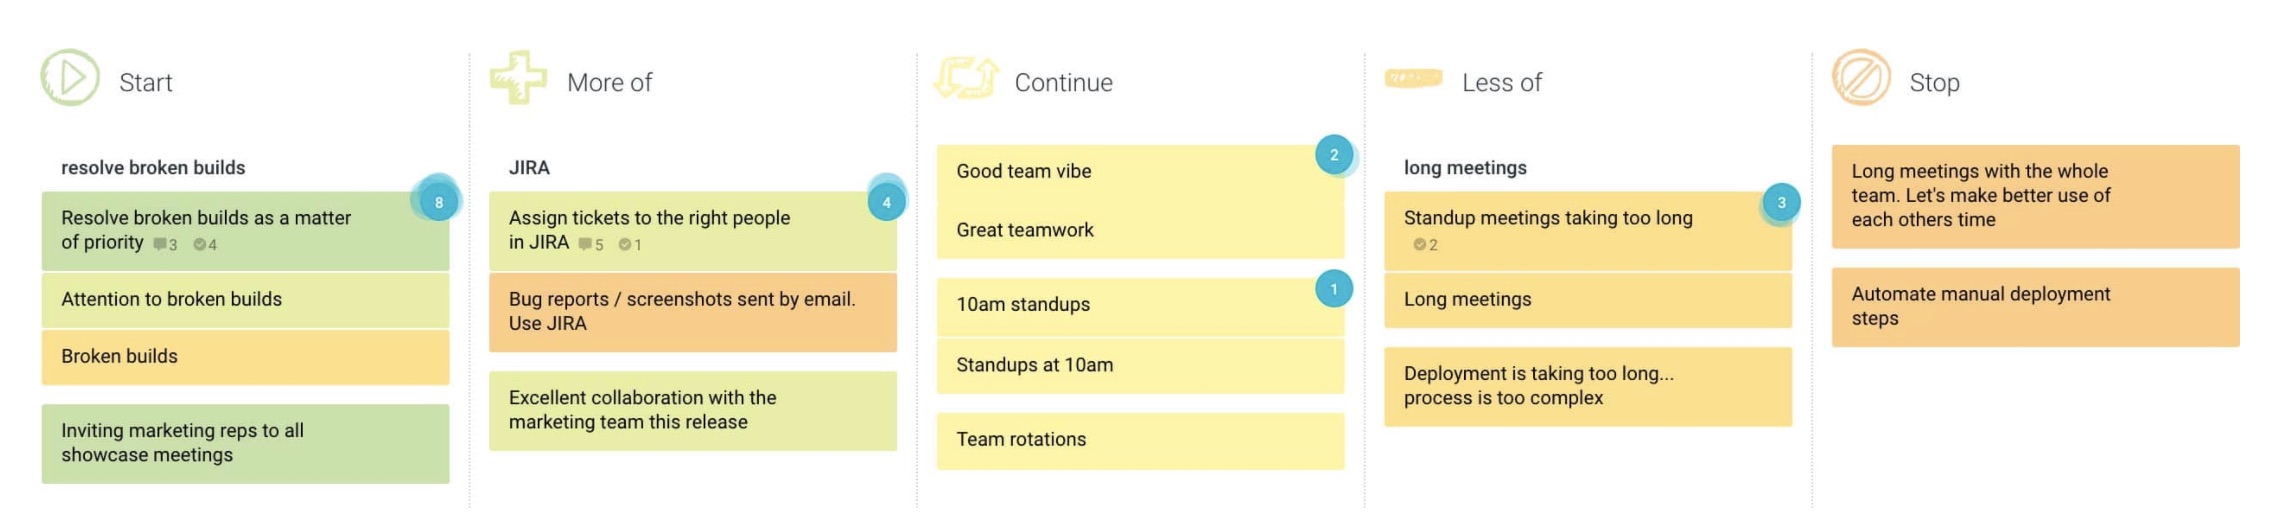 Start
resolve broken builds
8
Resolve broken builds as a matter
of priority 3 4
Attention to broken builds
Broken builds
Inviting marketing reps to all
showcase meetings
More of
JIRA
4
Assign tickets to the right people
in JIRA 5 1
Bug reports / screenshots sent by email.
Use JIRA
Excellent collaboration with the
marketing team this release
Continue
2
Good team vibe
Great teamwork
1
10am standups
Standups at 10am
Team rotations
Less of
long meetings
3
Standup meetings taking too long
2
Long meetings
Deployment is taking too long...
process is too complex
Stop
Long meetings with the whole
team. Let's make better use of
each others time
Automate manual deployment
steps